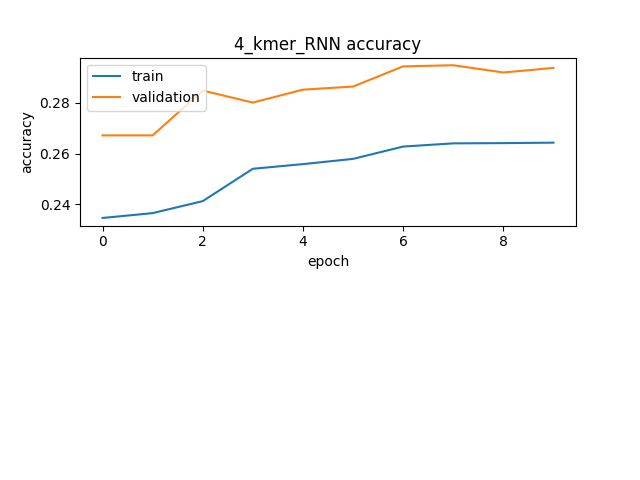 4_kmer_RNN accuracy
train
validation
accuracy
0.28
0.26
0.24
0 2 4 6 8
epoch